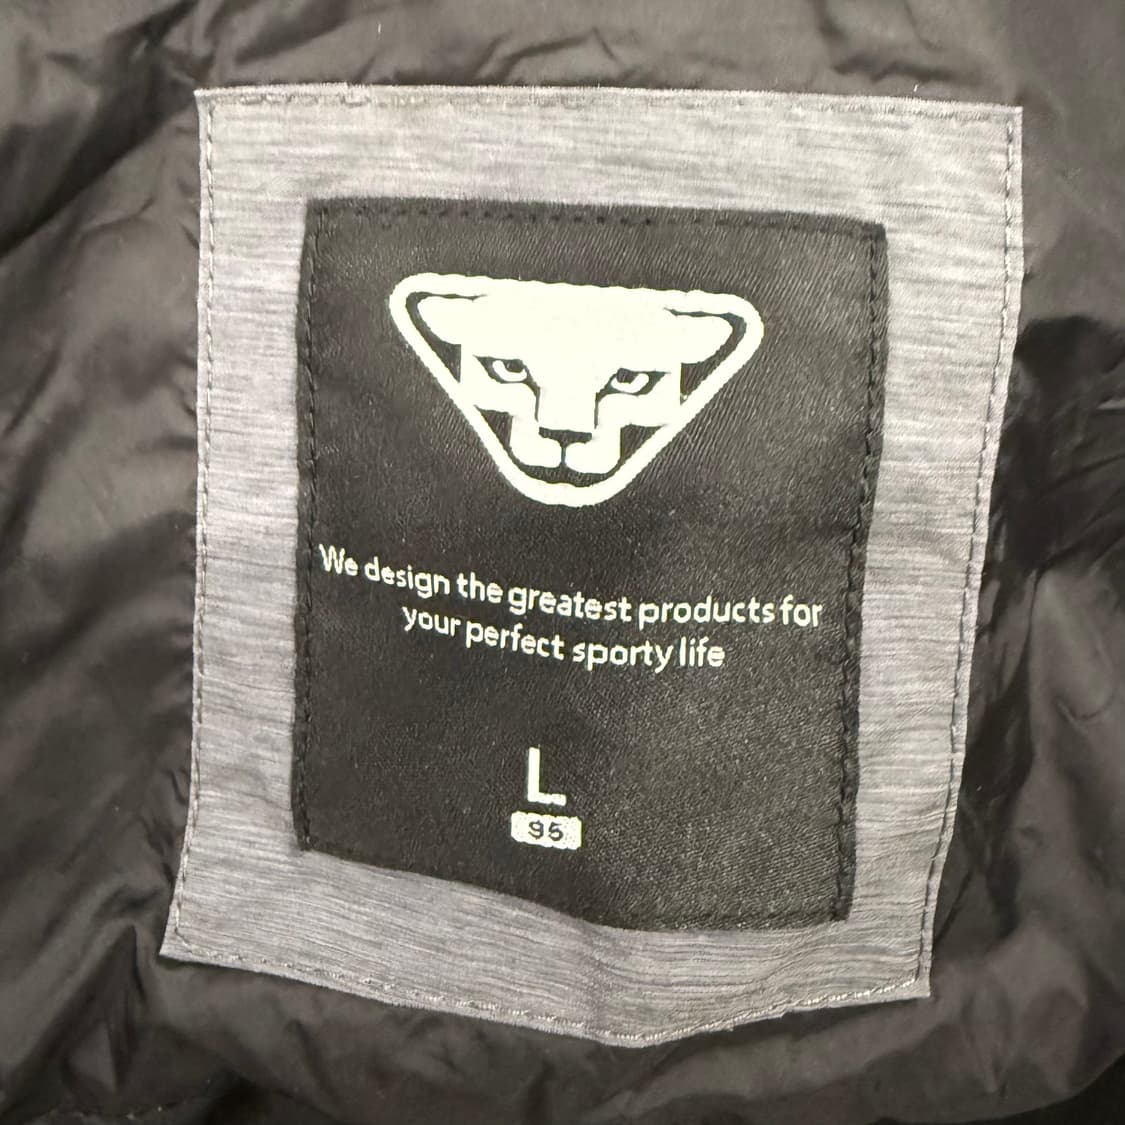 We design the greatest products for
your perfect sporty life
L
95